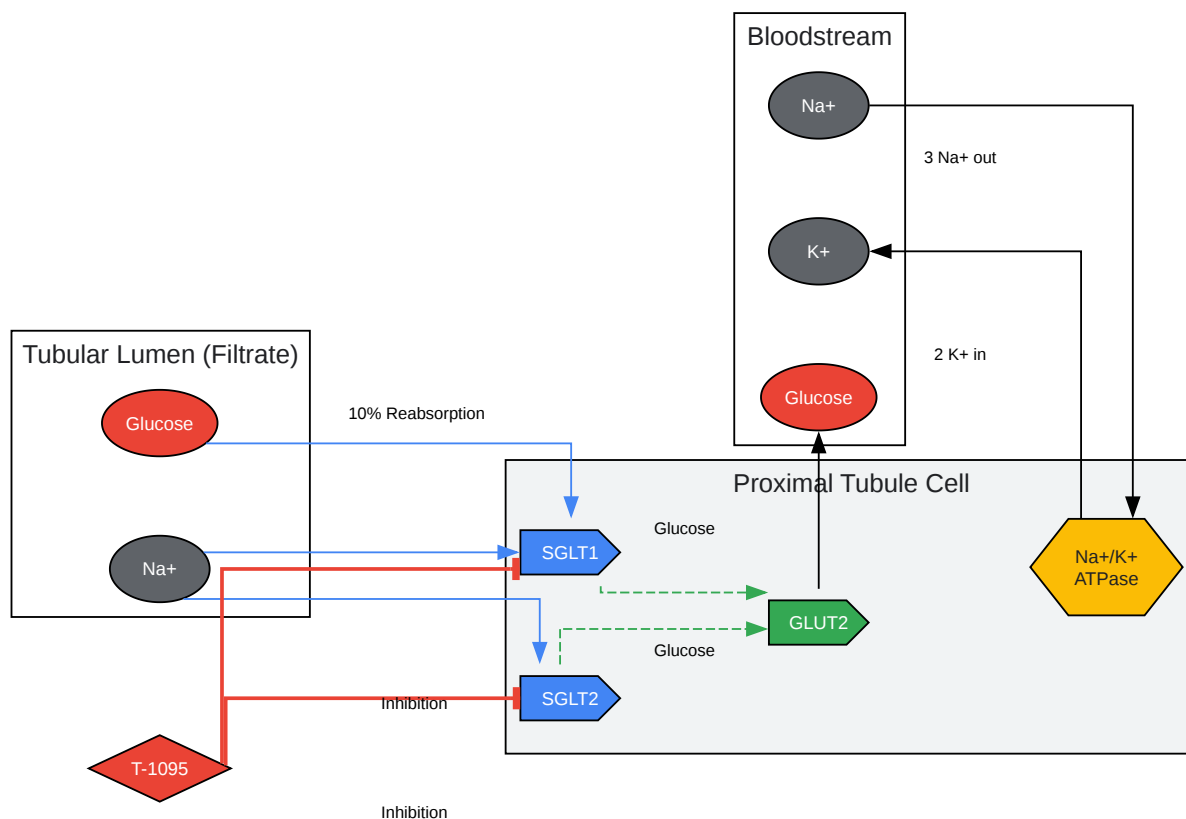 Bloodstream
Na+
3 Na+ out
K+
2 K+ in
Tubular Lumen (Filtrate)
Glucose
10% Reabsorption
Glucose
Proximal Tubule Cell
Glucose
SGLT1
Na+
Na+/K+
ATPase
GLUT2
Glucose
SGLT2
Inhibition
T-1095
Inhibition